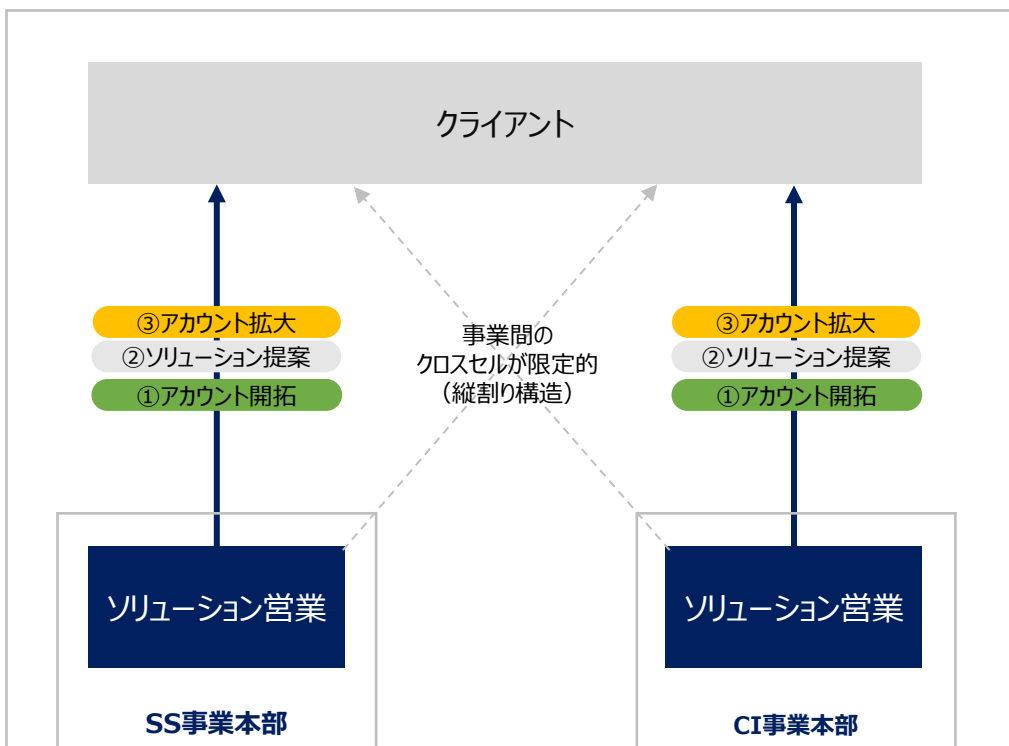 クライアント
③アカウント拡大
②ソリューション提案
①アカウント開拓
事業間の
クロスセルが限定的
（縦割り構造）
③アカウント拡大
②ソリューション提案
①アカウント開拓
ソリューション営業
SS事業本部
ソリューション営業
CI事業本部